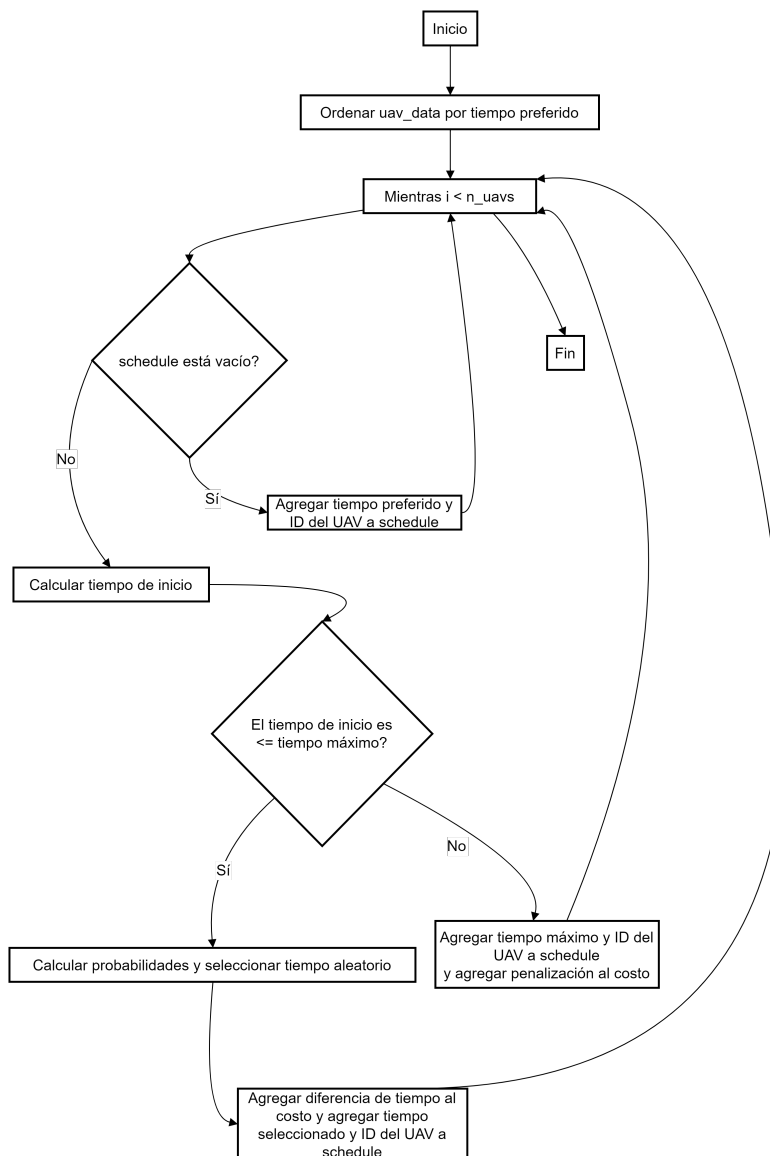 Inicio
Ordenar uav_data por tiempo preferido
Mientras i < n_uavs
Fin
schedule está vacío?
No
Sí
Agregar tiempo preferido y
ID del UAV a schedule
Calcular tiempo de inicio
El tiempo de inicio es
<= tiempo máximo?
No
Sí
Agregar tiempo máximo y ID del
UAV a schedule
y agregar penalización al costo
Calcular probabilidades y seleccionar tiempo aleatorio
Agregar diferencia de tiempo al
costo y agregar tiempo
seleccionado y ID del UAV a
schedule